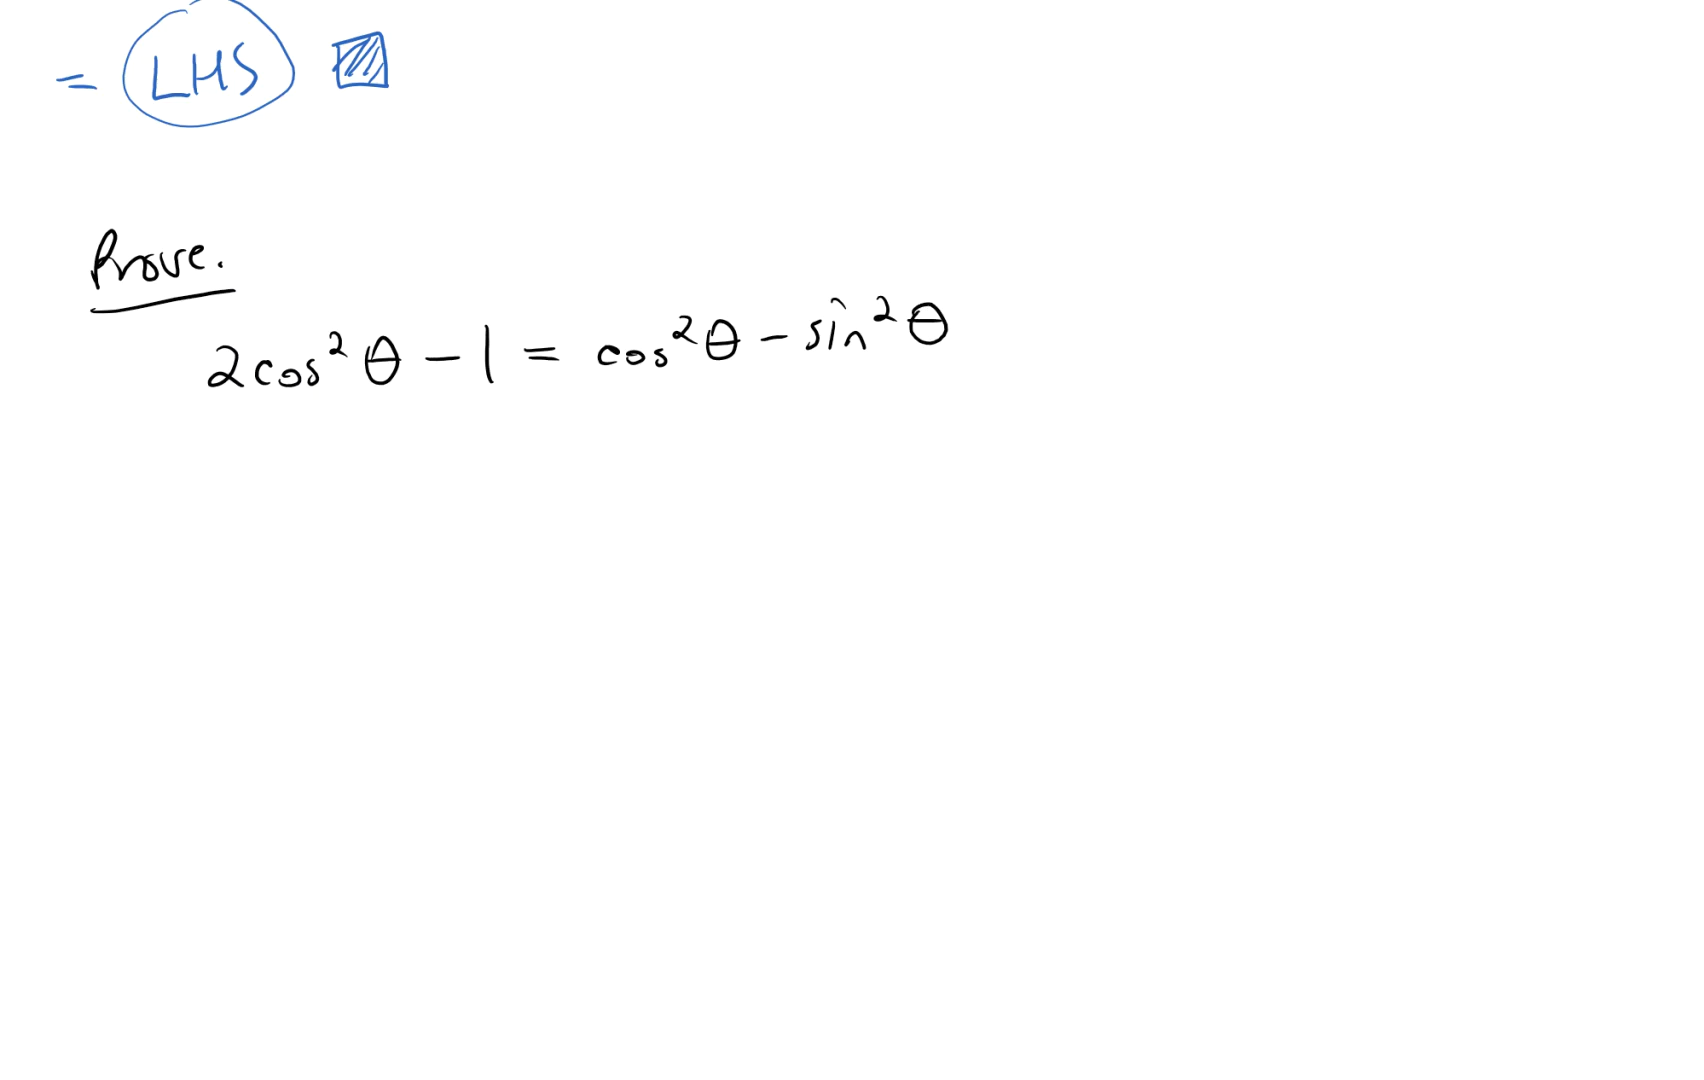 = LHS
Prove.
2cos²θ - 1 = cos²θ - sin²θ